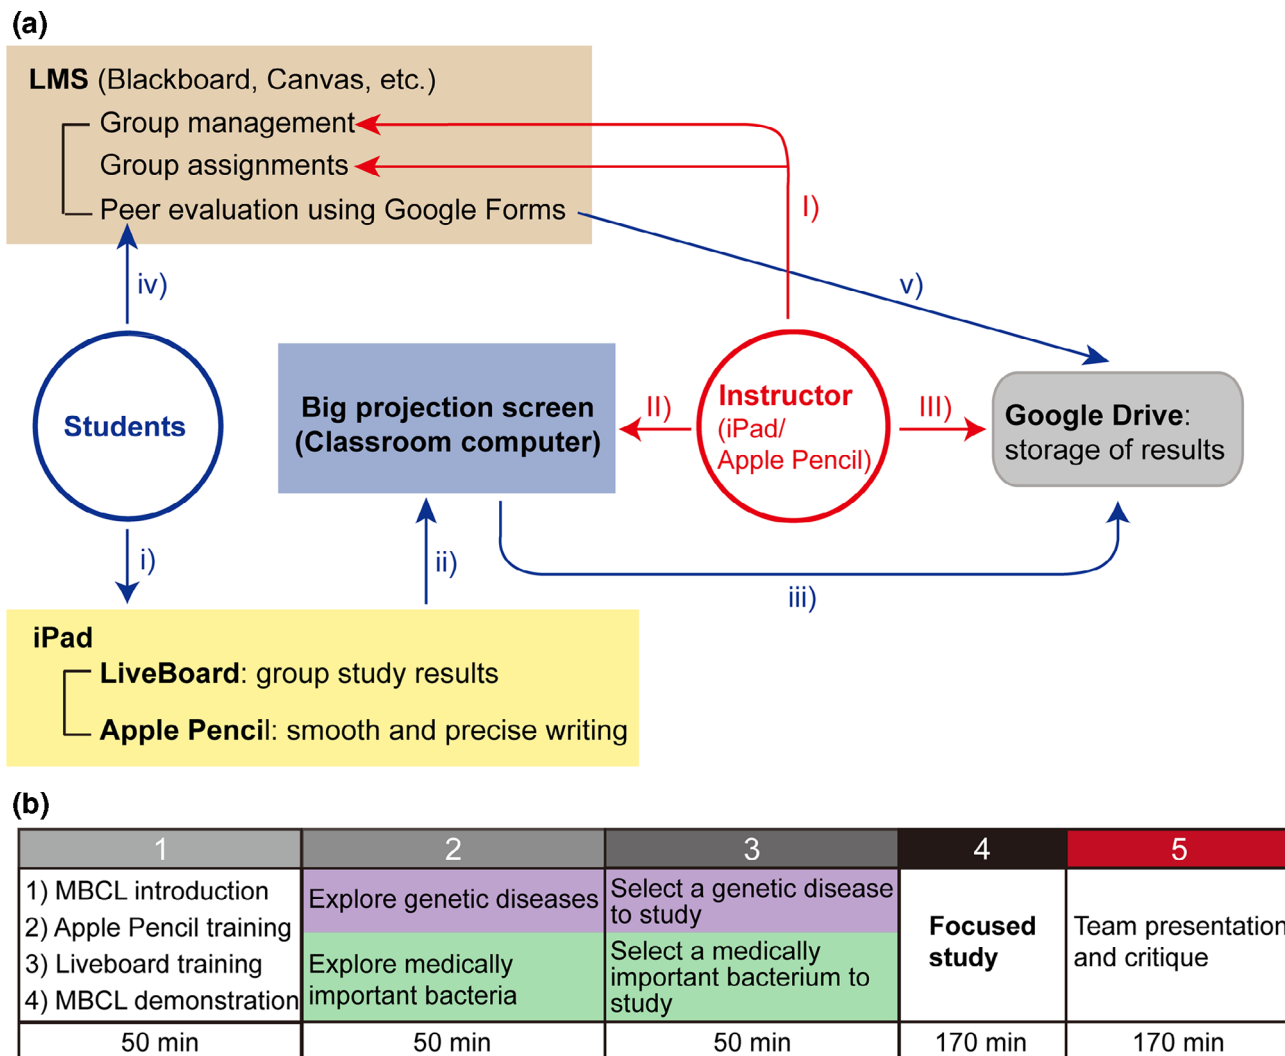 (a)
LMS (Blackboard, Canvas, etc.)
Group management
Group assignments
Peer evaluation using Google Forms
I)
iv)
v)
Students
Big projection screen
(Classroom computer)
II)
Instructor
(iPad/
Apple Pencil)
III)
Google Drive:
storage of results
i)
ii)
iii)
iPad
LiveBoard: group study results
Apple Pencil: smooth and precise writing
(b)
1
2
3
4
5
1) MBCL introduction
2) Apple Pencil training
3) Liveboard training
4) MBCL demonstration
Explore genetic diseases
Explore medically
important bacteria
Select a genetic disease
to study
Select a medically
important bacterium to
study
Focused
study
Team presentation
and critique
50 min
50 min
50 min
170 min
170 min